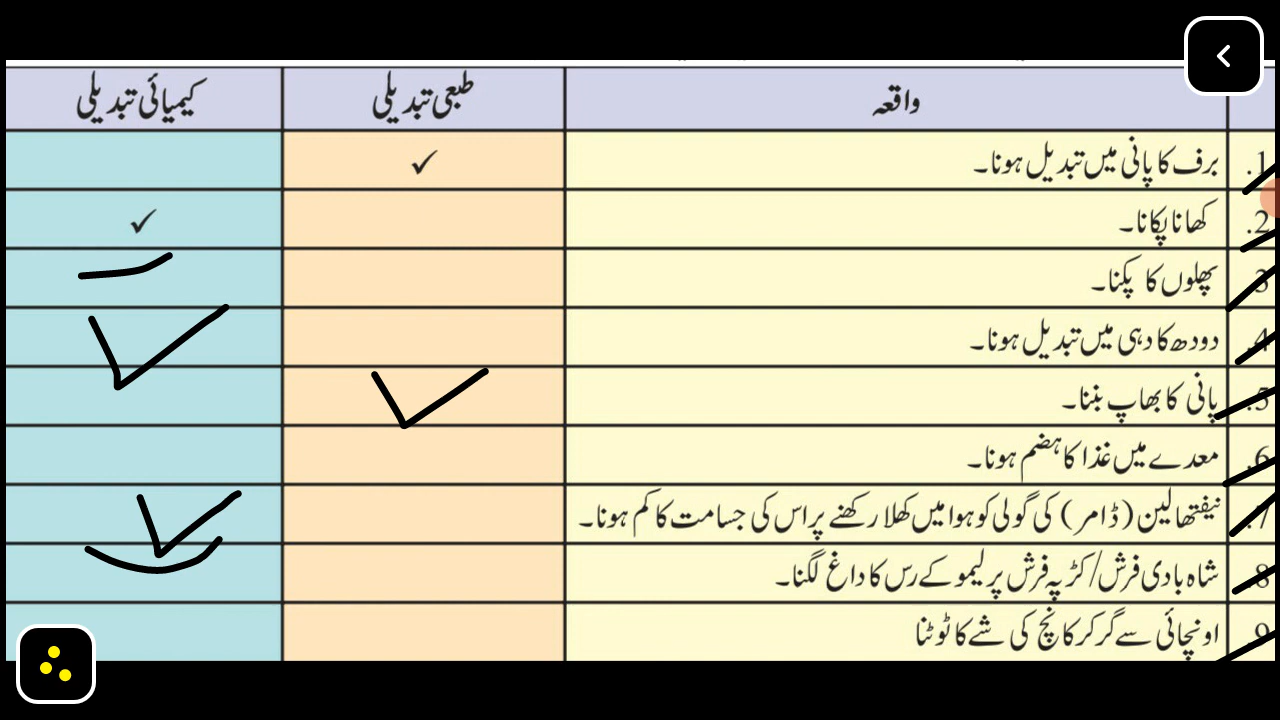 واقعہ طبعی تبدیلی کیمیائی تبدیلی
.1 برف کا پانی میں تبدیل ہونا۔ ✓
.2 کھانا پکانا۔ ✓
.3 پھلوں کا پکنا۔
.4 دودھ کا دہی میں تبدیل ہونا۔
.5 پانی کا بھاپ بننا۔
.6 معدے میں غذا کا ہضم ہونا۔
.7 نیفتھالین (ڈامر) کی گولی کو ہوا میں کھلا رکھنے پر اس کی جسامت کا کم ہونا۔
.8 شاہ بادی فرش/کڑپہ فرش پر لیمو کے رس کا داغ لگنا۔
.9 اونچائی سے گر کر کانچ کی شے کا ٹوٹنا